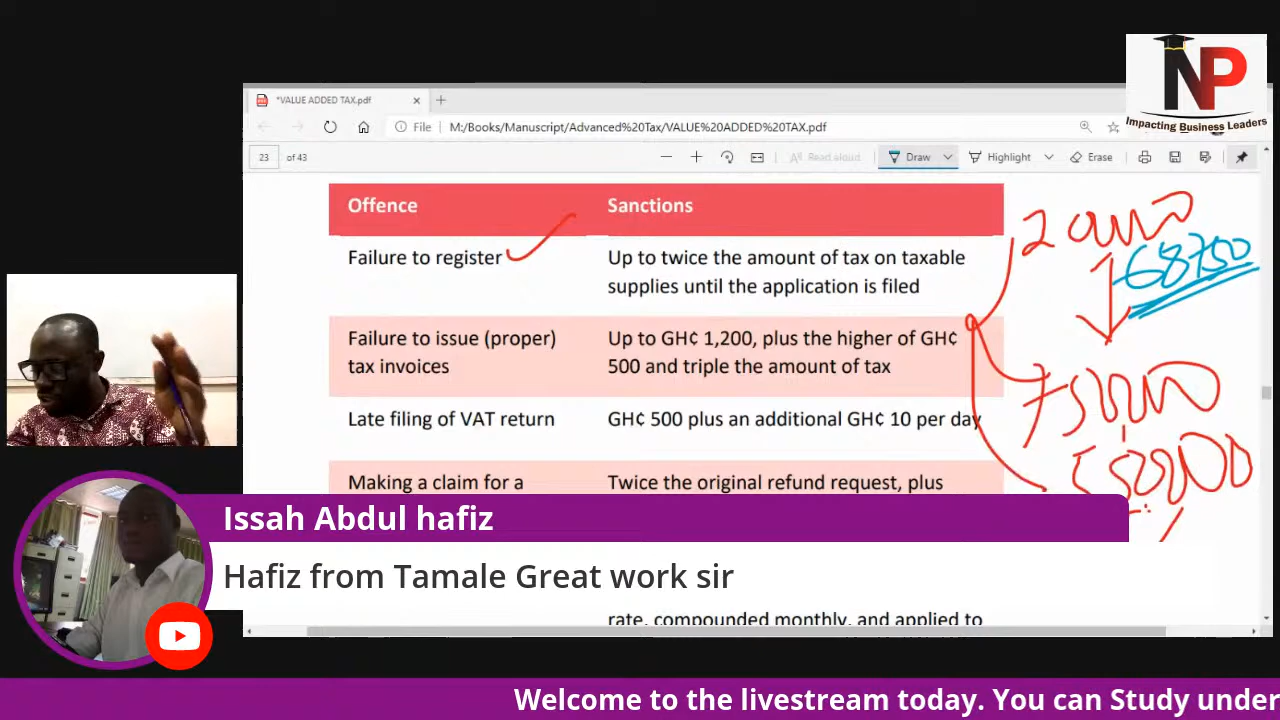 NP
Impacting Business Leaders
*VALUE ADDED TAX.pdf
File M:/Books/Manuscript/Advanced%20Tax/VALUE%20ADDED%20TAX.pdf
23 of 43
Read aloud
Draw
Highlight
Erase
Offence Sanctions
Failure to register Up to twice the amount of tax on taxable
supplies until the application is filed
Failure to issue (proper) Up to GH¢ 1,200, plus the higher of GH¢
tax invoices 500 and triple the amount of tax
Late filing of VAT return GH¢ 500 plus an additional GH¢ 10 per day
Making a claim for a Twice the original refund request, plus
68750
Issah Abdul hafiz
Hafiz from Tamale Great work sir
rate, compounded monthly, and applied to
Welcome to the livestream today. You can Study under